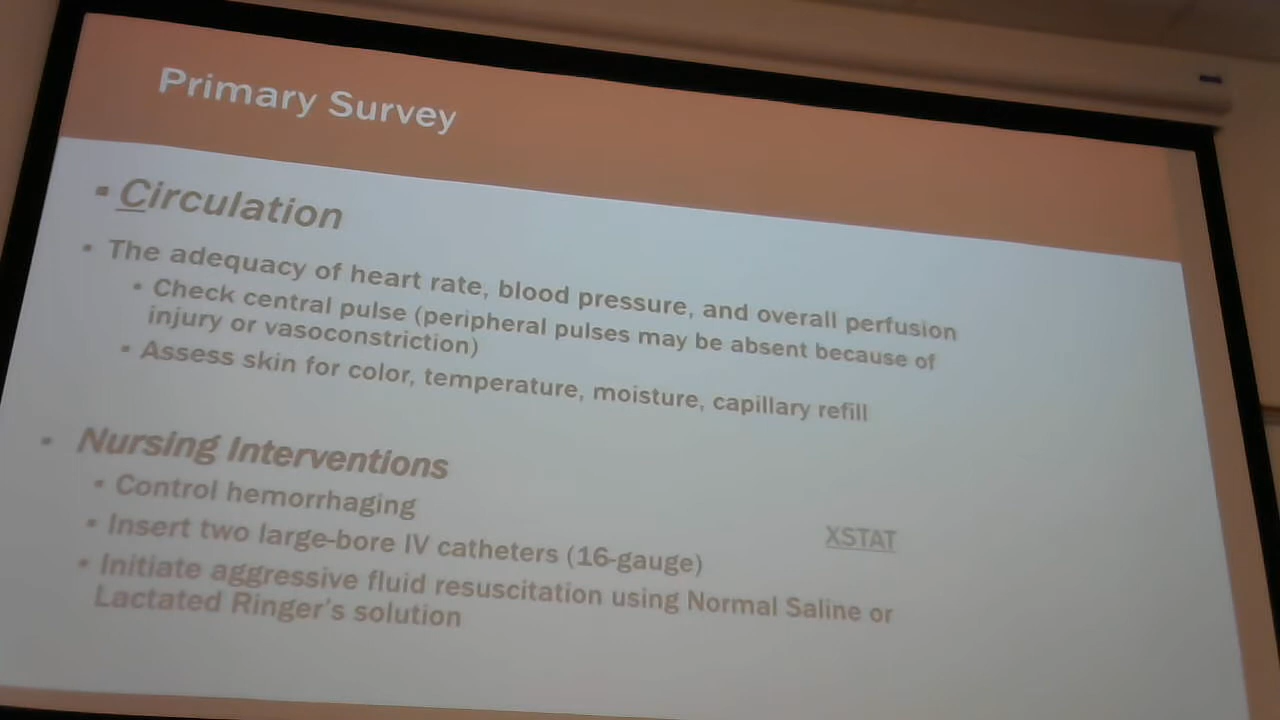 Primary Survey
▪ Circulation
▪ The adequacy of heart rate, blood pressure, and overall perfusion
▪ Check central pulse (peripheral pulses may be absent because of
injury or vasoconstriction)
▪ Assess skin for color, temperature, moisture, capillary refill
▪ Nursing Interventions
▪ Control hemorrhaging
▪ Insert two large-bore IV catheters (16-gauge)
XSTAT
▪ Initiate aggressive fluid resuscitation using Normal Saline or
Lactated Ringer's solution